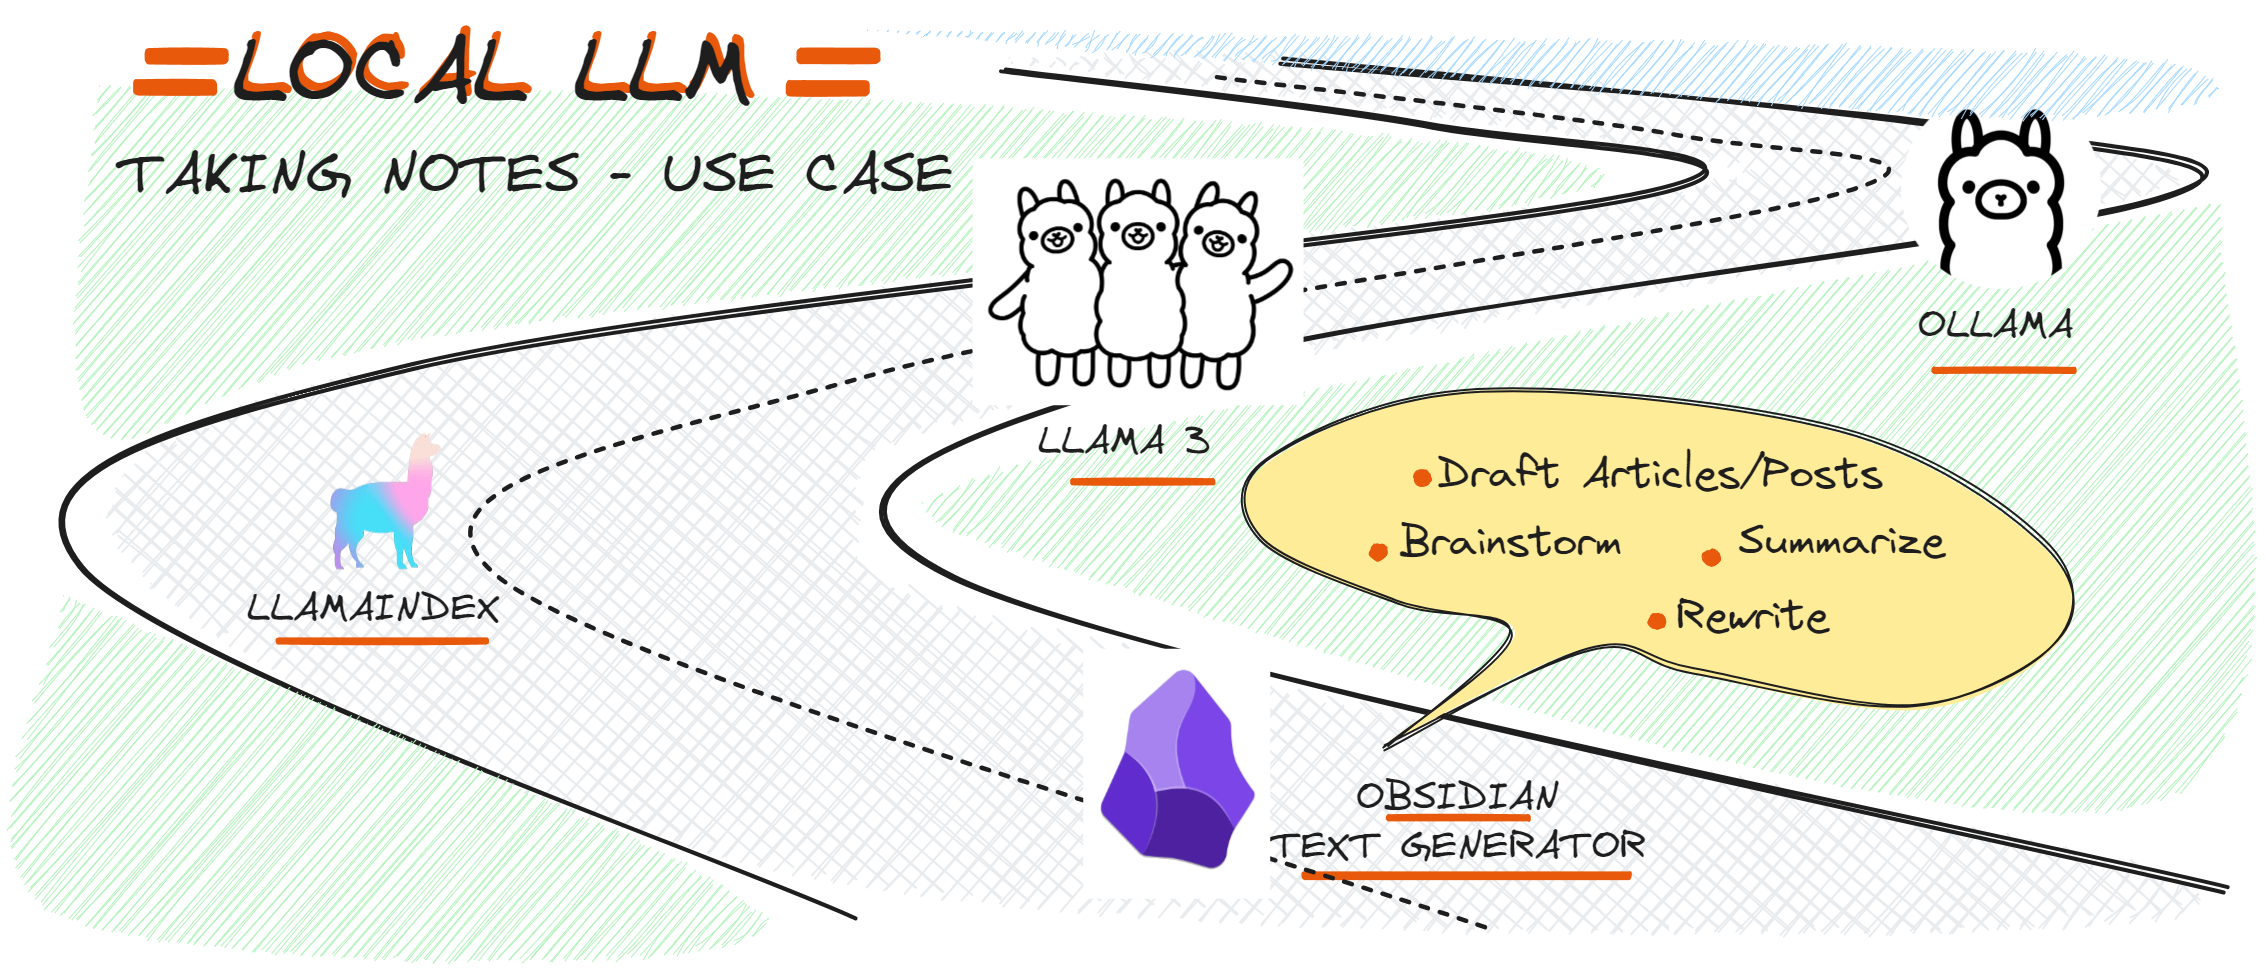 LOCAL LLM
TAKING NOTES - USE CASE
OLLAMA
LLAMA 3
Draft Articles/Posts
Brainstorm
Summarize
Rewrite
LLAMAINDEX
OBSIDIAN
TEXT GENERATOR